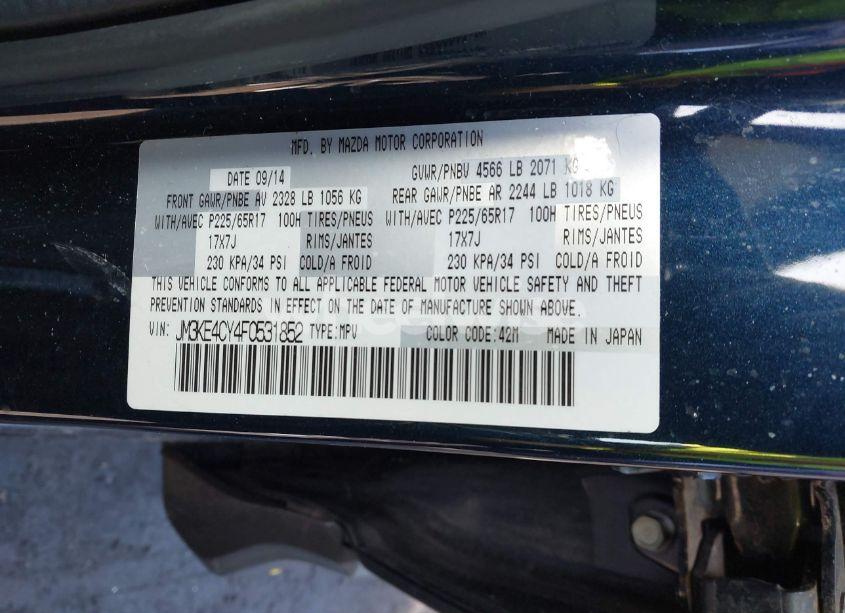 MFD. BY MAZDA MOTOR CORPORATION
DATE 09/14 GVWR/PNBV 4566 LB 2071 KG
FRONT GAWR/PNBE AV 2328 LB 1056 KG REAR GAWR/PNBE AR 2244 LB 1018 KG
WITH/AVEC P225/65R17 100H TIRES/PNEUS WITH/AVEC P225/65R17 100H TIRES/PNEUS
17X7J RIMS/JANTES 17X7J RIMS/JANTES
230 KPA/34 PSI COLD/A FROID 230 KPA/34 PSI COLD/A FROID
THIS VEHICLE CONFORMS TO ALL APPLICABLE FEDERAL MOTOR VEHICLE SAFETY AND THEFT
PREVENTION STANDARDS IN EFFECT ON THE DATE OF MANUFACTURE SHOWN ABOVE.
VIN: JM3KE4CY4F0531852 TYPE:MPV COLOR CODE:42M MADE IN JAPAN